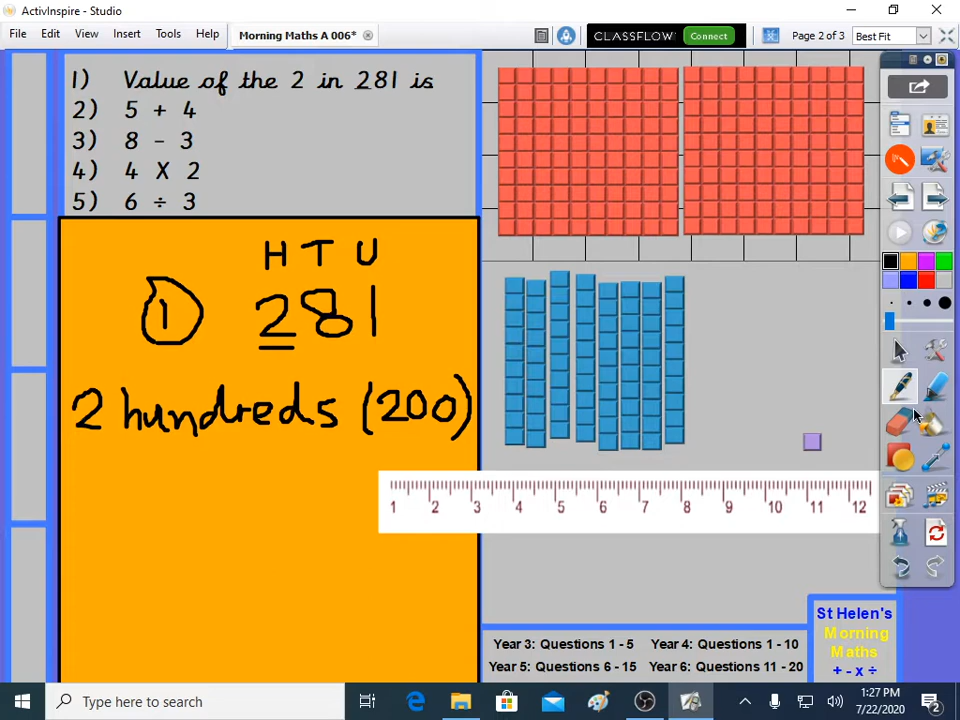 ActivInspire - Studio
File Edit View Insert Tools Help Morning Maths A 006* CLASSFLOW Connect Page 2 of 3 Best Fit
1) Value of the 2 in 281 is
2) 5 + 4
3) 8 - 3
4) 4 X 2
5) 6 ÷ 3
H T U
1 281
2 hundreds (200)
1 2 3 4 5 6 7 8 9 10 11 12
Year 3: Questions 1 - 5 Year 4: Questions 1 - 10
Year 5: Questions 6 - 15 Year 6: Questions 11 - 20
St Helen's
Morning
Maths
+ - x ÷
Type here to search
1:27 PM
7/22/2020
2